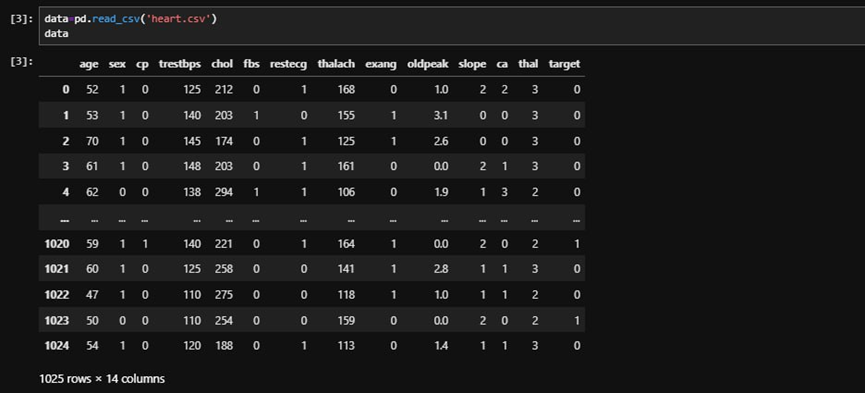 [3]: data=pd.read_csv('heart.csv')
data
[3]: age sex cp trestbps chol fbs restecg thalach exang oldpeak slope ca thal target
0 52 1 0 125 212 0 1 168 0 1.0 2 2 3 0
1 53 1 0 140 203 1 0 155 1 3.1 0 0 3 0
2 70 1 0 145 174 0 1 125 1 2.6 0 0 3 0
3 61 1 0 148 203 0 1 161 0 0.0 2 1 3 0
4 62 0 0 138 294 1 1 106 0 1.9 1 3 2 0
... ... ... ... ... ... ... ... ... ... ... ... ... ... ...
1020 59 1 1 140 221 0 1 164 1 0.0 2 0 2 1
1021 60 1 0 125 258 0 0 141 1 2.8 1 1 3 0
1022 47 1 0 110 275 0 0 118 1 1.0 1 1 2 0
1023 50 0 0 110 254 0 0 159 0 0.0 2 0 2 1
1024 54 1 0 120 188 0 1 113 0 1.4 1 1 3 0
1025 rows × 14 columns